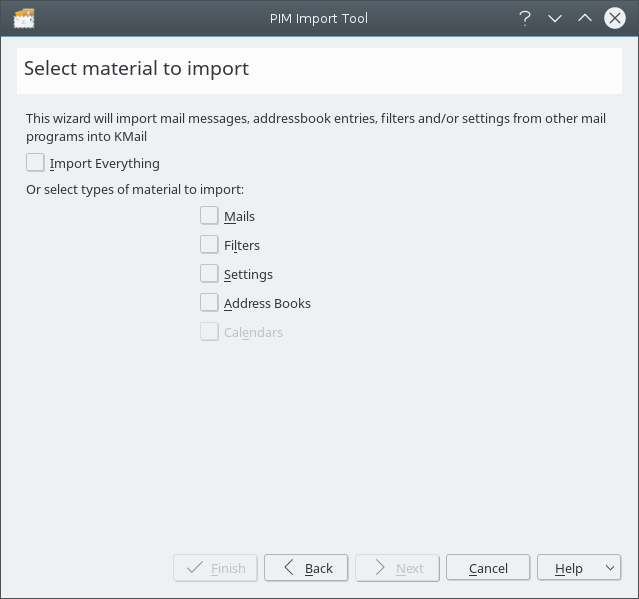 PIM Import Tool
Select material to import
This wizard will import mail messages, addressbook entries, filters and/or settings from other mail
programs into KMail
Import Everything
Or select types of material to import:
Mails
Filters
Settings
Address Books
Calendars
Finish Back Next Cancel Help